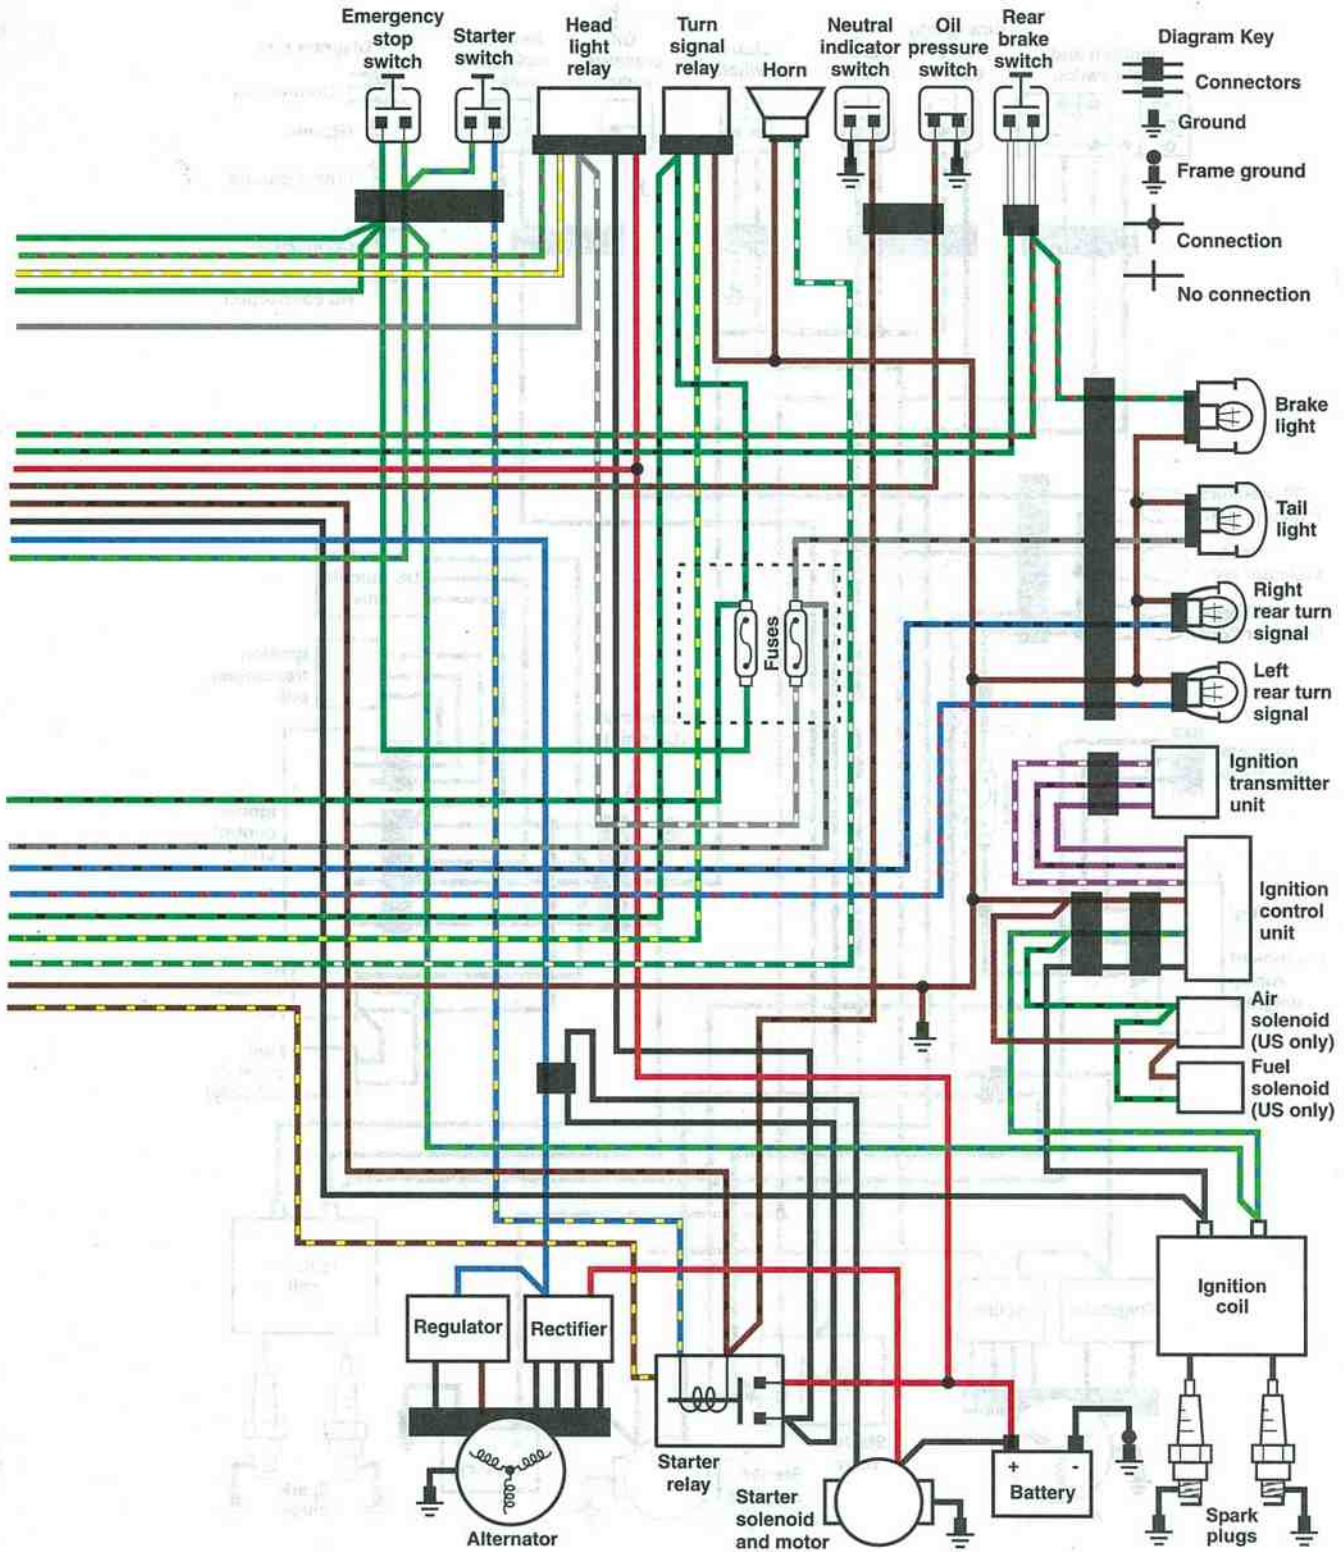 Emergency
stop
switch
Starter
switch
Head
light
relay
Turn
signal
relay
Horn
Neutral
indicator
switch
Oil
pressure
switch
Rear
brake
switch
Diagram Key
Connectors
Ground
Frame ground
Connection
No connection
Brake
light
Tail
light
Right
rear turn
signal
Fuses
Left
rear turn
signal
Ignition
transmitter
unit
Ignition
control
unit
Air
solenoid
(US only)
Fuel
solenoid
(US only)
Ignition
coil
Regulator
Rectifier
Starter
relay
+
-
Battery
Starter
solenoid
and motor
Alternator
Spark
plugs